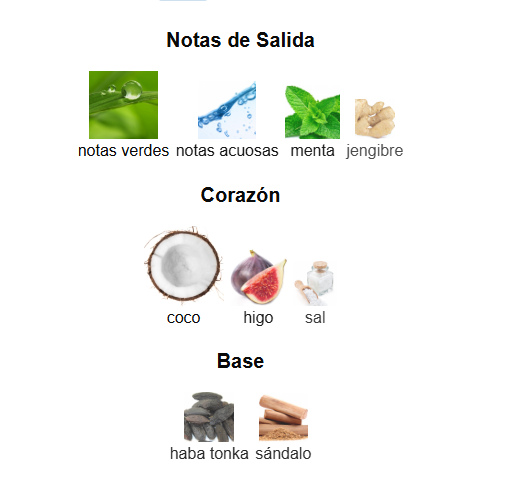 Notas de Salida
notas verdes notas acuosas menta jengibre
Corazón
coco higo sal
Base
haba tonka sándalo